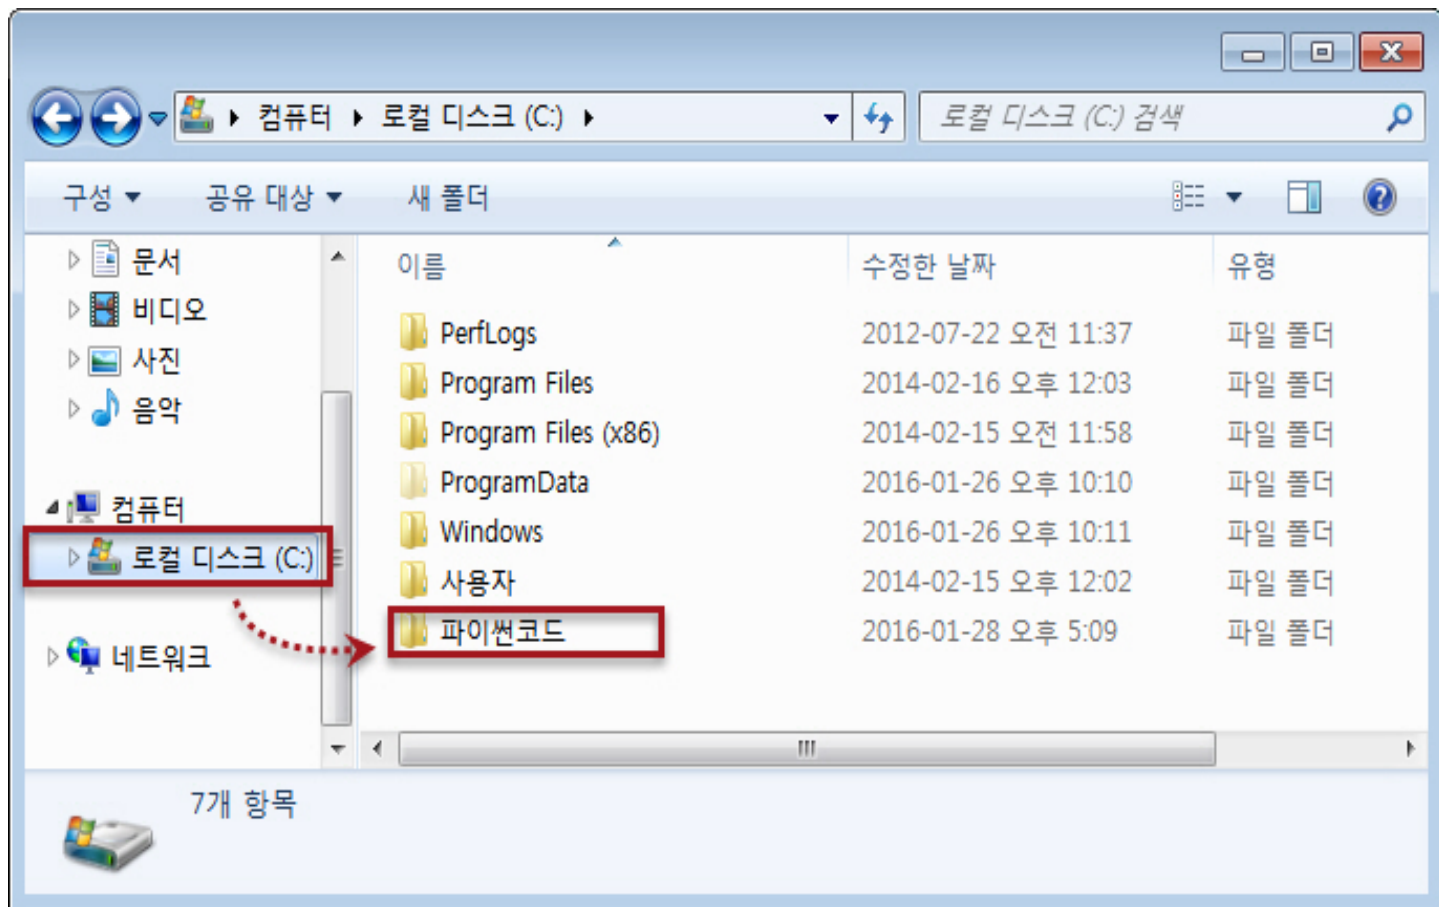 컴퓨터 로컬 디스크 (C:) 로컬 디스크 (C:) 검색
구성 공유 대상 새 폴더
문서
비디오
사진
음악
컴퓨터
로컬 디스크 (C:)
네트워크
이름 수정한 날짜 유형
PerfLogs 2012-07-22 오전 11:37 파일 폴더
Program Files 2014-02-16 오후 12:03 파일 폴더
Program Files (x86) 2014-02-15 오전 11:58 파일 폴더
ProgramData 2016-01-26 오후 10:10 파일 폴더
Windows 2016-01-26 오후 10:11 파일 폴더
사용자 2014-02-15 오후 12:02 파일 폴더
파이썬코드 2016-01-28 오후 5:09 파일 폴더
7개 항목